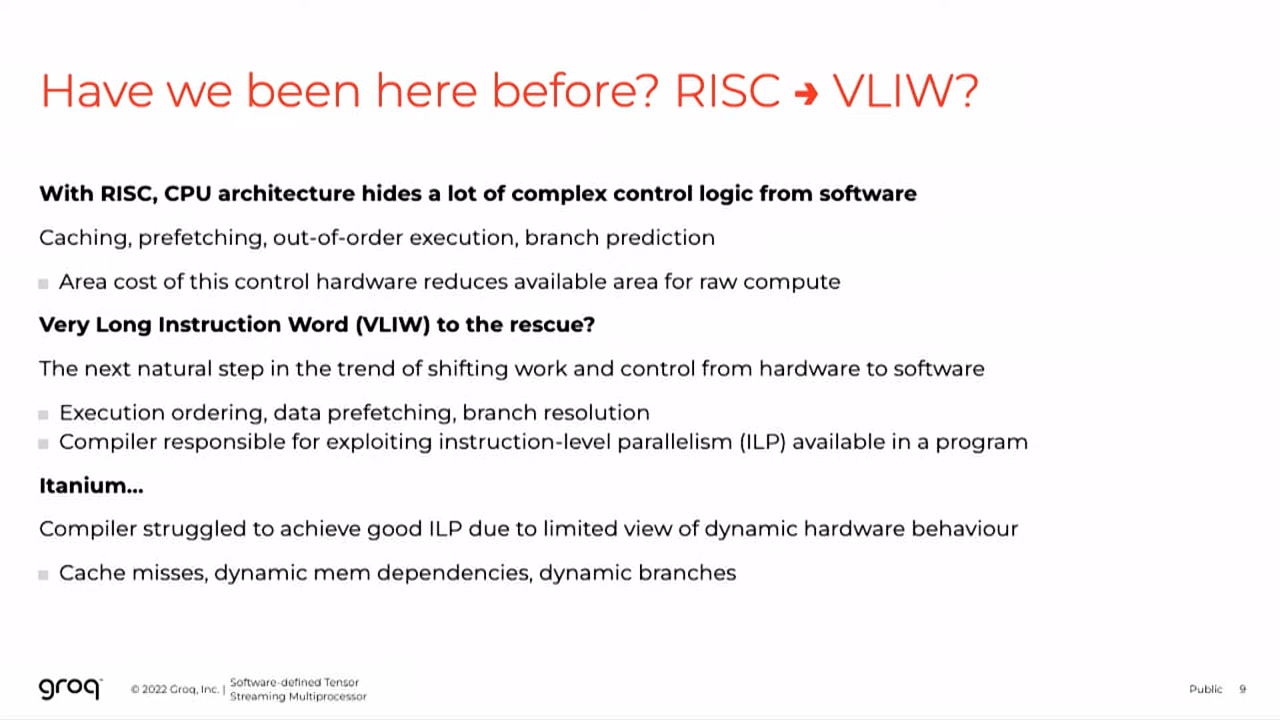 Have we been here before? RISC → VLIW?
With RISC, CPU architecture hides a lot of complex control logic from software
Caching, prefetching, out-of-order execution, branch prediction
Area cost of this control hardware reduces available area for raw compute
Very Long Instruction Word (VLIW) to the rescue?
The next natural step in the trend of shifting work and control from hardware to software
Execution ordering, data prefetching, branch resolution
Compiler responsible for exploiting instruction-level parallelism (ILP) available in a program
Itanium...
Compiler struggled to achieve good ILP due to limited view of dynamic hardware behaviour
Cache misses, dynamic mem dependencies, dynamic branches
groq
© 2022 Groq, Inc. |
Software-defined Tensor
Streaming Multiprocessor
Public 9